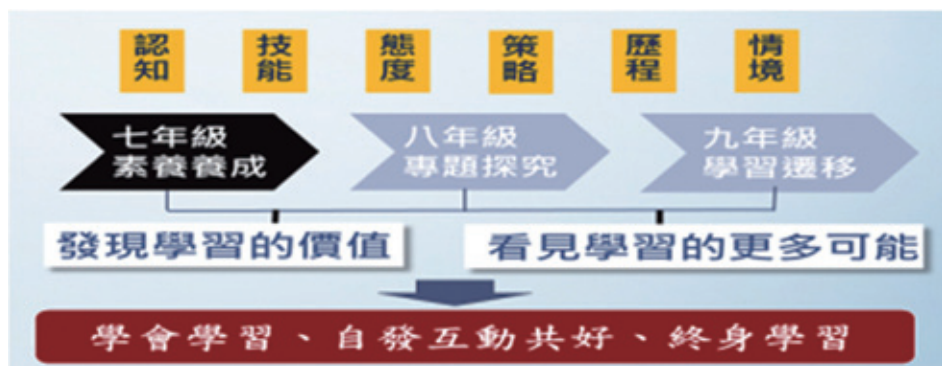 認知
技能
態度
策略
歷程
情境
七年級
素養養成
八年級
專題探究
九年級
學習遷移
發現學習的價值
看見學習的更多可能
學會學習、自發互動共好、終身學習